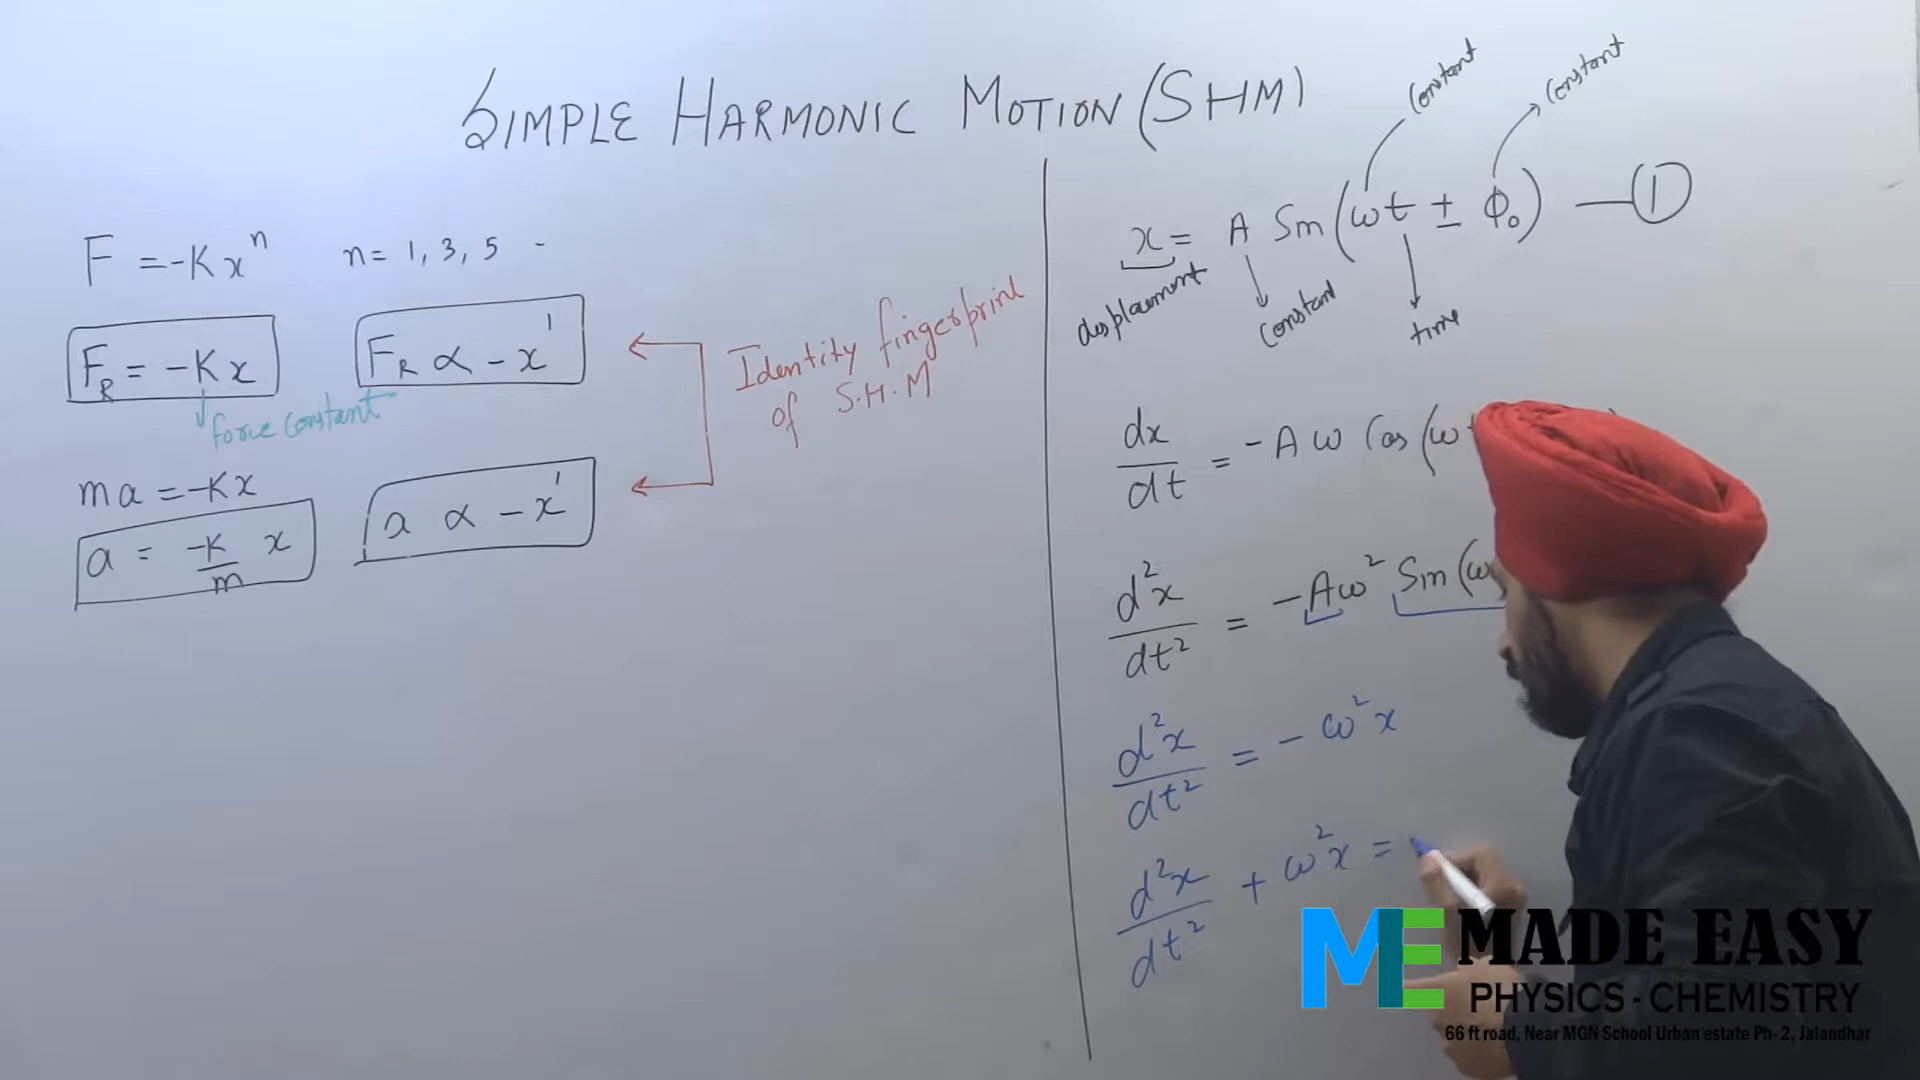 SIMPLE HARMONIC MOTION (SHM)
F = -Kxⁿ n = 1, 3, 5 -
F_R = -Kx F_R α - x¹
force constant
Identity fingerprint
of S.H.M
ma = -Kx
a = -K/m x a α - x¹
constant constant
x = A Sin (ωt ± ϕ₀) — ①
displacement constant time
dx/dt = -A ω Cos (ωt
d²x/dt² = -Aω² Sin (ω
d²x/dt² = - ω²x
d²x/dt² + ω²x =
ME MADE EASY
PHYSICS - CHEMISTRY
66 ft road, Near MGN School Urban estate Ph- 2, Jalandhar